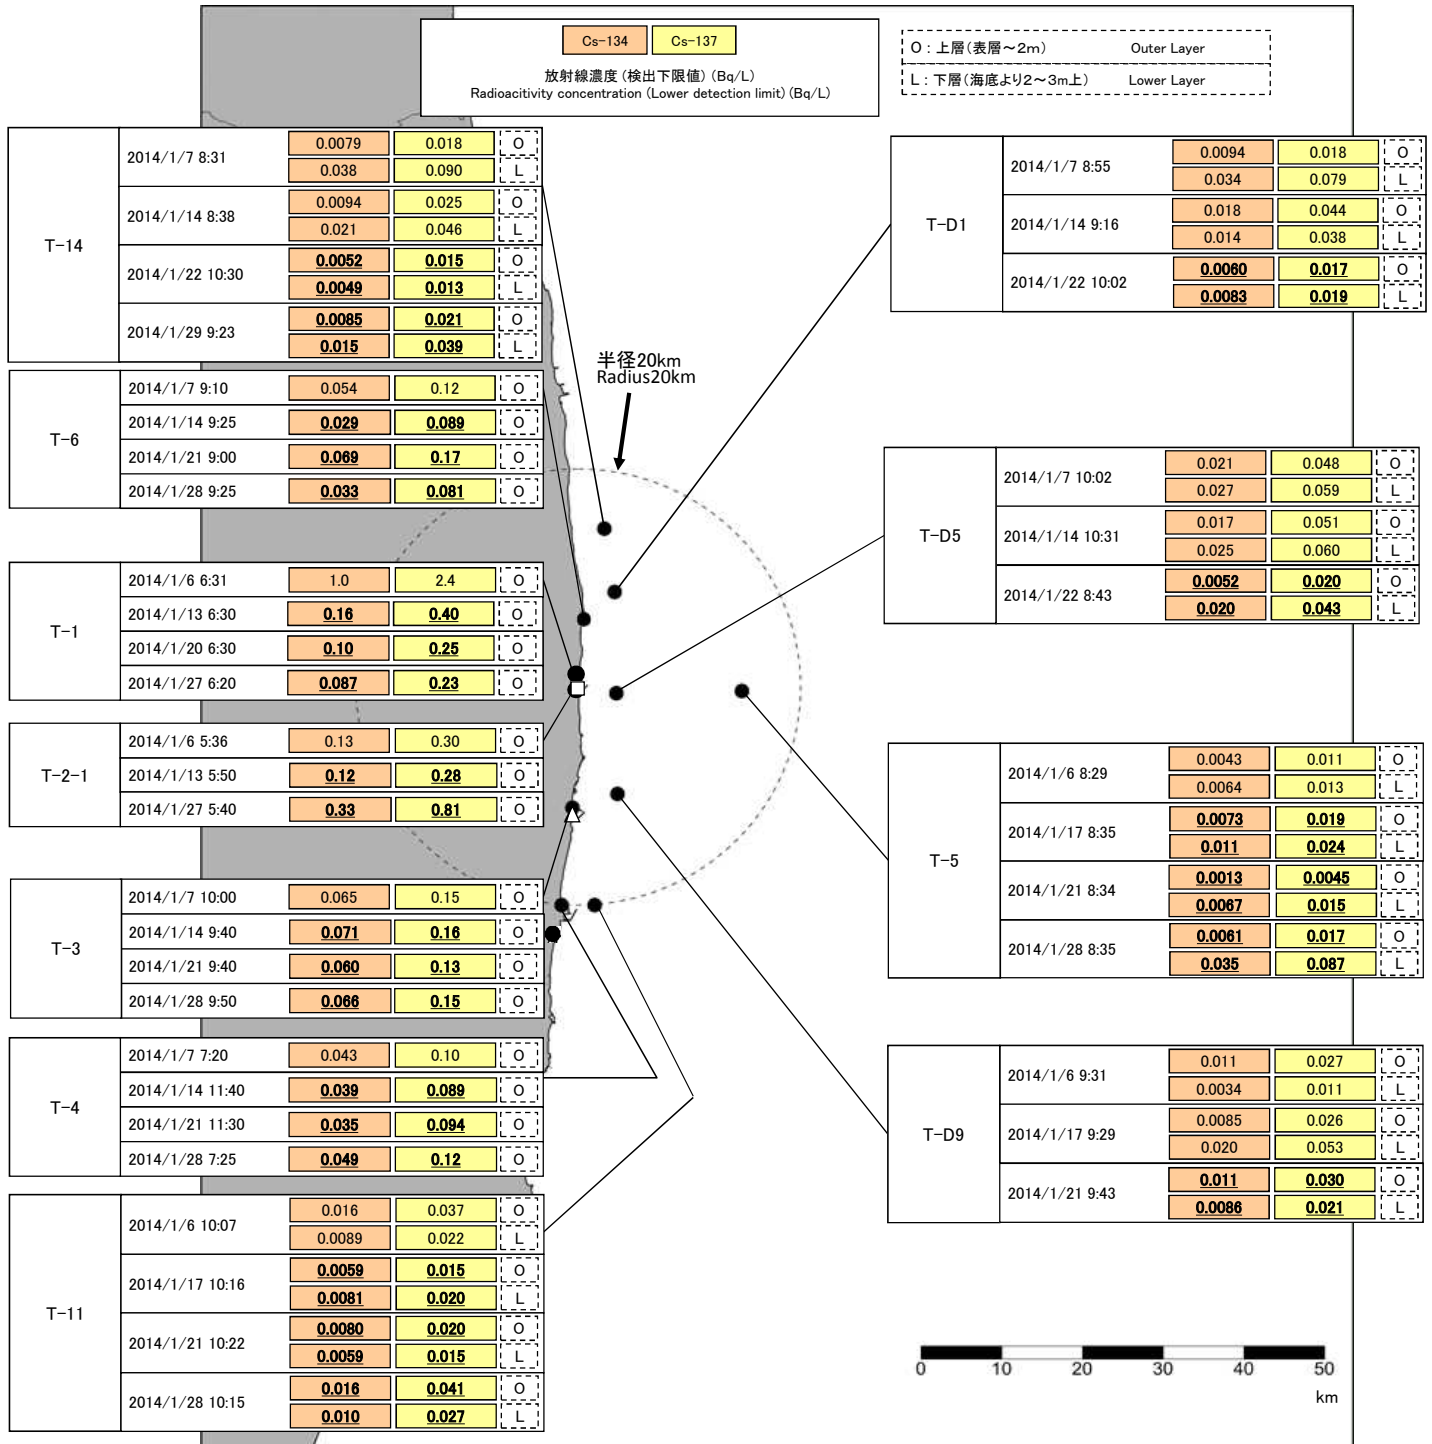 Cs-134 Cs-137
放射線濃度(検出下限値)(Bq/L)
Radioacitivity concentration (Lower detection limit) (Bq/L)
O:上層(表層~2m) Outer Layer
L:下層(海底より2~3m上) Lower Layer
半径20km
Radius20km
T-14
2014/1/7 8:31 0.0079 0.018 O
0.038 0.090 L
2014/1/14 8:38 0.0094 0.025 O
0.021 0.046 L
2014/1/22 10:30 0.0052 0.015 O
0.0049 0.013 L
2014/1/29 9:23 0.0085 0.021 O
0.015 0.039 L
T-6
2014/1/7 9:10 0.054 0.12 O
2014/1/14 9:25 0.029 0.089 O
2014/1/21 9:00 0.069 0.17 O
2014/1/28 9:25 0.033 0.081 O
T-1
2014/1/6 6:31 1.0 2.4 O
2014/1/13 6:30 0.16 0.40 O
2014/1/20 6:30 0.10 0.25 O
2014/1/27 6:20 0.087 0.23 O
T-2-1
2014/1/6 5:36 0.13 0.30 O
2014/1/13 5:50 0.12 0.28 O
2014/1/27 5:40 0.33 0.81 O
T-3
2014/1/7 10:00 0.065 0.15 O
2014/1/14 9:40 0.071 0.16 O
2014/1/21 9:40 0.060 0.13 O
2014/1/28 9:50 0.066 0.15 O
T-4
2014/1/7 7:20 0.043 0.10 O
2014/1/14 11:40 0.039 0.089 O
2014/1/21 11:30 0.035 0.094 O
2014/1/28 7:25 0.049 0.12 O
T-11
2014/1/6 10:07 0.016 0.037 O
0.0089 0.022 L
2014/1/17 10:16 0.0059 0.015 O
0.0081 0.020 L
2014/1/21 10:22 0.0080 0.020 O
0.0059 0.015 L
2014/1/28 10:15 0.016 0.041 O
0.010 0.027 L
T-D1
2014/1/7 8:55 0.0094 0.018 O
0.034 0.079 L
2014/1/14 9:16 0.018 0.044 O
0.014 0.038 L
2014/1/22 10:02 0.0060 0.017 O
0.0083 0.019 L
T-D5
2014/1/7 10:02 0.021 0.048 O
0.027 0.059 L
2014/1/14 10:31 0.017 0.051 O
0.025 0.060 L
2014/1/22 8:43 0.0052 0.020 O
0.020 0.043 L
T-5
2014/1/6 8:29 0.0043 0.011 O
0.0064 0.013 L
2014/1/17 8:35 0.0073 0.019 O
0.011 0.024 L
2014/1/21 8:34 0.0013 0.0045 O
0.0067 0.015 L
2014/1/28 8:35 0.0061 0.017 O
0.035 0.087 L
T-D9
2014/1/6 9:31 0.011 0.027 O
0.0034 0.011 L
2014/1/17 9:29 0.0085 0.026 O
0.020 0.053 L
2014/1/21 9:43 0.011 0.030 O
0.0086 0.021 L
0 10 20 30 40 50
km